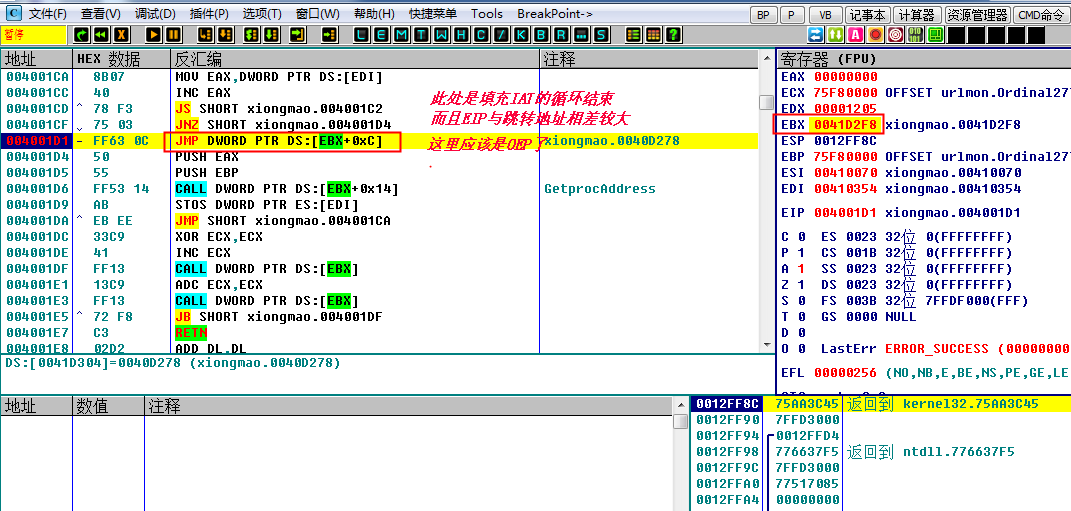 C 文件(F) 查看(V) 调试(D) 插件(P) 选项(T) 窗口(W) 帮助(H) 快捷菜单 Tools BreakPoint-> BP P VB 记事本 计算器 资源管理器 CMD命令
暂停 L E M T W H C / K B R ... S ?
地址 HEX 数据 反汇编 注释
004001CA 8B07 MOV EAX,DWORD PTR DS:[EDI]
004001CC 40 INC EAX
004001CD ^ 78 F3 JS SHORT xiongmao.004001C2
004001CF 75 03 JNZ SHORT xiongmao.004001D4
004001D1 - FF63 0C JMP DWORD PTR DS:[EBX+0xC] xiongmao.0040D278
004001D4 50 PUSH EAX
004001D5 55 PUSH EBP
004001D6 FF53 14 CALL DWORD PTR DS:[EBX+0x14] GetprocAddress
004001D9 AB STOS DWORD PTR ES:[EDI]
004001DA ^ EB EE JMP SHORT xiongmao.004001CA
004001DC 33C9 XOR ECX,ECX
004001DE 41 INC ECX
004001DF FF13 CALL DWORD PTR DS:[EBX]
004001E1 13C9 ADC ECX,ECX
004001E3 FF13 CALL DWORD PTR DS:[EBX]
004001E5 ^ 72 F8 JB SHORT xiongmao.004001DF
004001E7 C3 RETN
004001E8 02D2 ADD DL,DL
此处是填充IAT的循环结束
而且EIP与跳转地址相差较大
这里应该是OEP了
.
DS:[0041D304]=0040D278 (xiongmao.0040D278)
寄存器 (FPU)
EAX 00000000
ECX 75F80000 OFFSET urlmon.Ordinal27
EDX 00001205
EBX 0041D2F8 xiongmao.0041D2F8
ESP 0012FF8C
EBP 75F80000 OFFSET urlmon.Ordinal27
ESI 00410070 xiongmao.00410070
EDI 00410354 xiongmao.00410354
EIP 004001D1 xiongmao.004001D1
C 0 ES 0023 32位 0(FFFFFFFF)
P 1 CS 001B 32位 0(FFFFFFFF)
A 1 SS 0023 32位 0(FFFFFFFF)
Z 1 DS 0023 32位 0(FFFFFFFF)
S 0 FS 003B 32位 7FFDF000(FFF)
T 0 GS 0000 NULL
D 0
O 0 LastErr ERROR_SUCCESS (00000000
EFL 00000256 (NO,NB,E,BE,NS,PE,GE,LE
地址 数值 注释
0012FF8C 75AA3C45 返回到 kernel32.75AA3C45
0012FF90 7FFD3000
0012FF94 0012FFD4
0012FF98 776637F5 返回到 ntdll.776637F5
0012FF9C 7FFD3000
0012FFA0 77517085
0012FFA4 00000000